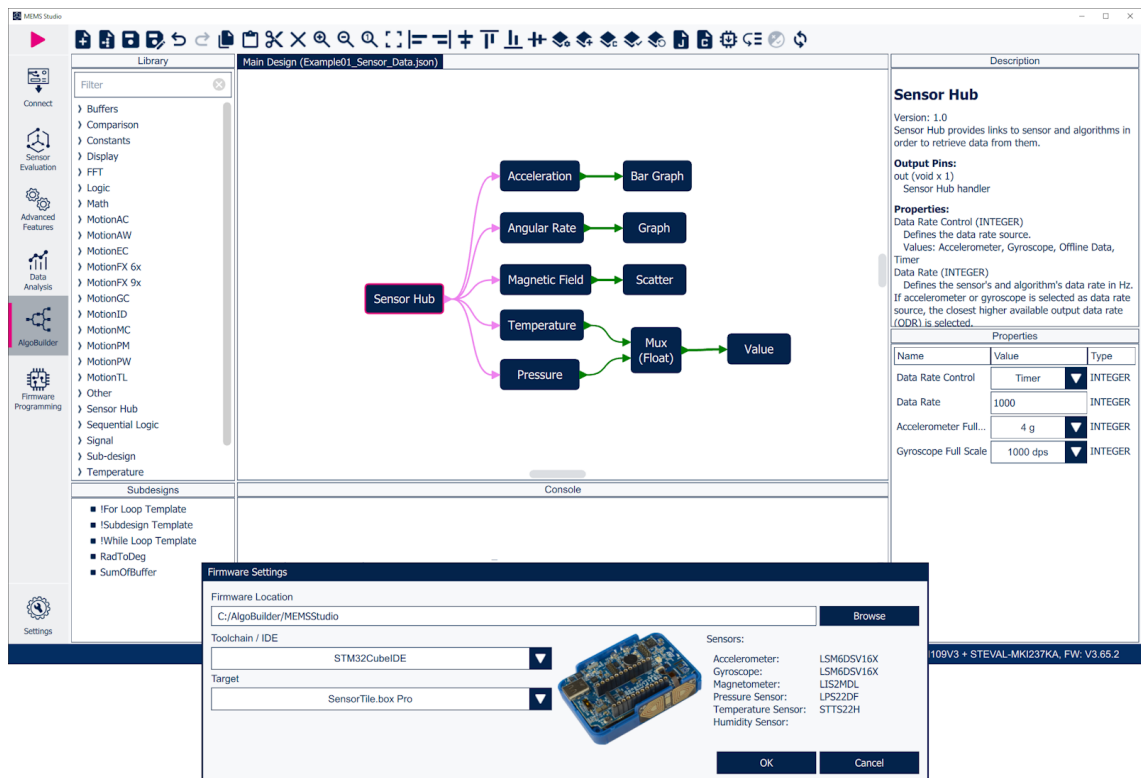 MEMS Studio
Library
Main Design (Example01_Sensor_Data.json)
Description
Connect
Sensor
Evaluation
Advanced
Features
Data
Analysis
AlgoBuilder
Firmware
Programming
Settings
Filter
Buffers
Comparison
Constants
Display
FFT
Logic
Math
MotionAC
MotionAW
MotionEC
MotionFX 6x
MotionFX 9x
MotionGC
MotionID
MotionMC
MotionPM
MotionPW
MotionTL
Other
Sensor Hub
Sequential Logic
Signal
Sub-design
Temperature
Subdesigns
!For Loop Template
!Subdesign Template
!While Loop Template
RadToDeg
SumOfBuffer
Sensor Hub
Acceleration
Bar Graph
Angular Rate
Graph
Magnetic Field
Scatter
Temperature
Pressure
Mux
(Float)
Value
Console
Sensor Hub
Version: 1.0
Sensor Hub provides links to sensor and algorithms in
order to retrieve data from them.
Output Pins:
out (void x 1)
Sensor Hub handler
Properties:
Data Rate Control (INTEGER)
Defines the data rate source.
Values: Accelerometer, Gyroscope, Offline Data,
Timer
Data Rate (INTEGER)
Defines the sensor's and algorithm's data rate in Hz.
If accelerometer or gyroscope is selected as data rate
source, the closest higher available output data rate
(ODR) is selected.
Properties
Name Value Type
Data Rate Control Timer INTEGER
Data Rate 1000 INTEGER
Accelerometer Full... 4 g INTEGER
Gyroscope Full Scale 1000 dps INTEGER
Firmware Settings
Firmware Location
C:/AlgoBuilder/MEMSStudio Browse
Toolchain / IDE
STM32CubeIDE
Target
SensorTile.box Pro
Sensors:
Accelerometer: LSM6DSV16X
Gyroscope: LSM6DSV16X
Magnetometer: LIS2MDL
Pressure Sensor: LPS22DF
Temperature Sensor: STTS22H
Humidity Sensor:
OK Cancel
I109V3 + STEVAL-MKI237KA, FW: V3.65.2